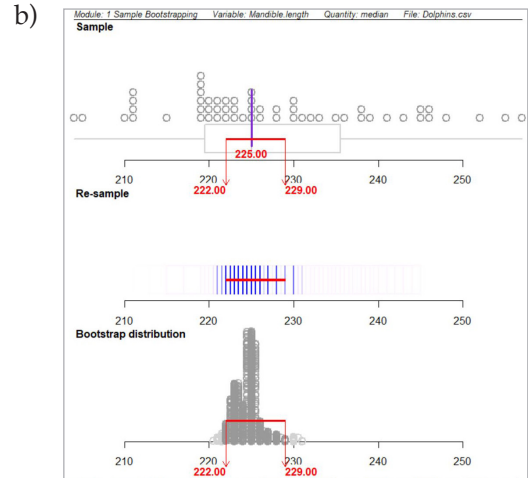 b)
Module: 1 Sample Bootstrapping Variable: Mandible.length Quantity: median File: Dolphins.csv
Sample
225.00
210 220 230 240 250
222.00 229.00
Re-sample
210 220 230 240 250
Bootstrap distribution
210 220 230 240 250
222.00 229.00